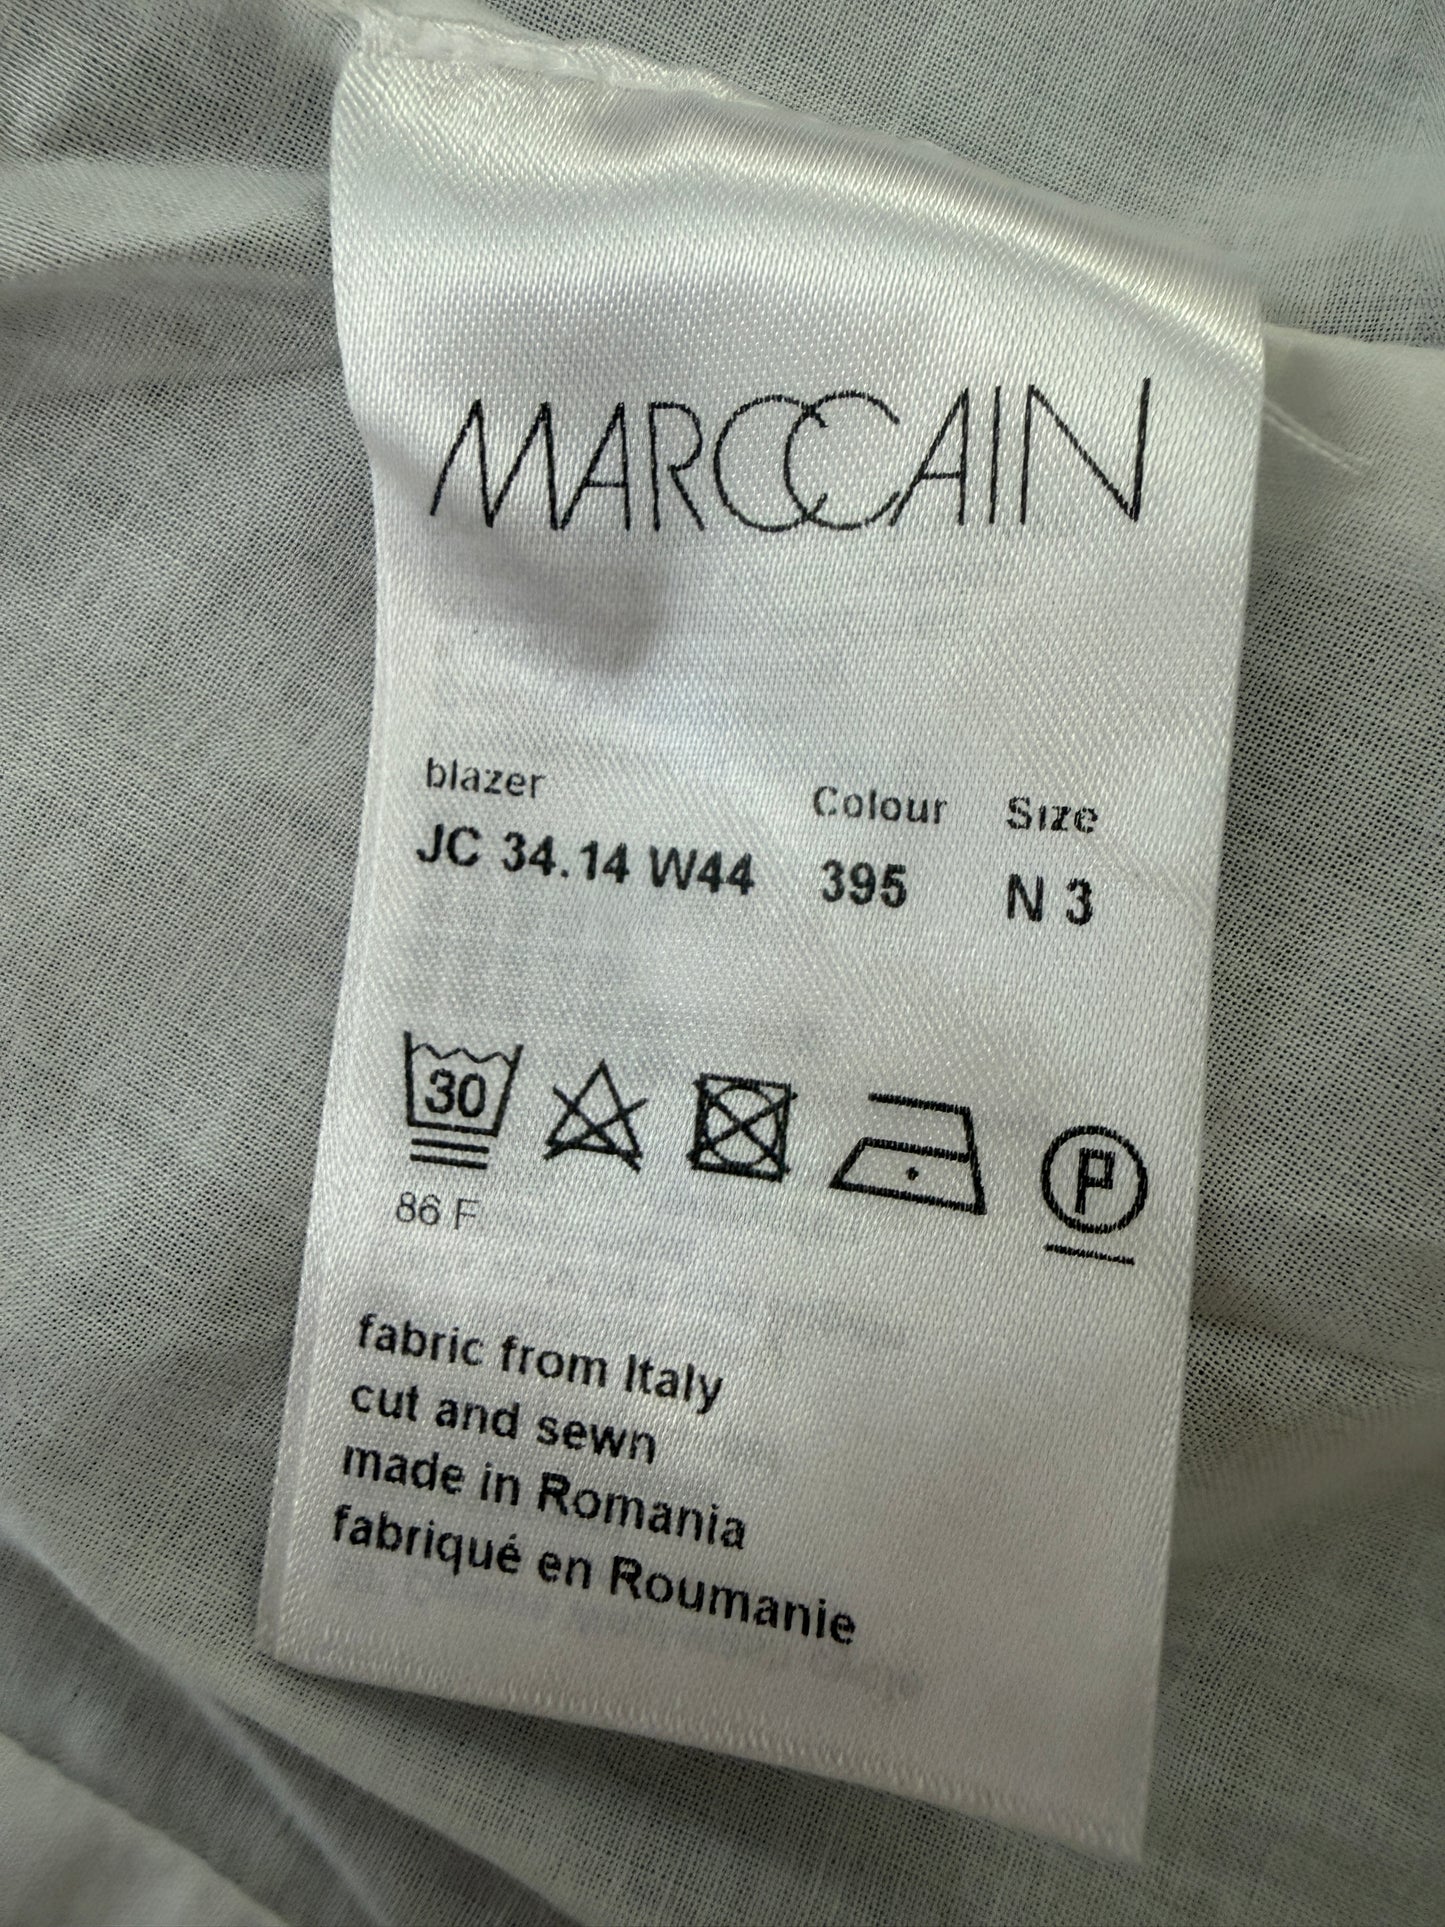 MARCCAIN
blazer Colour Size
JC 34.14 W44 395 N 3
30
P
86 F
fabric from Italy
cut and sewn
made in Romania
fabriqué en Roumanie